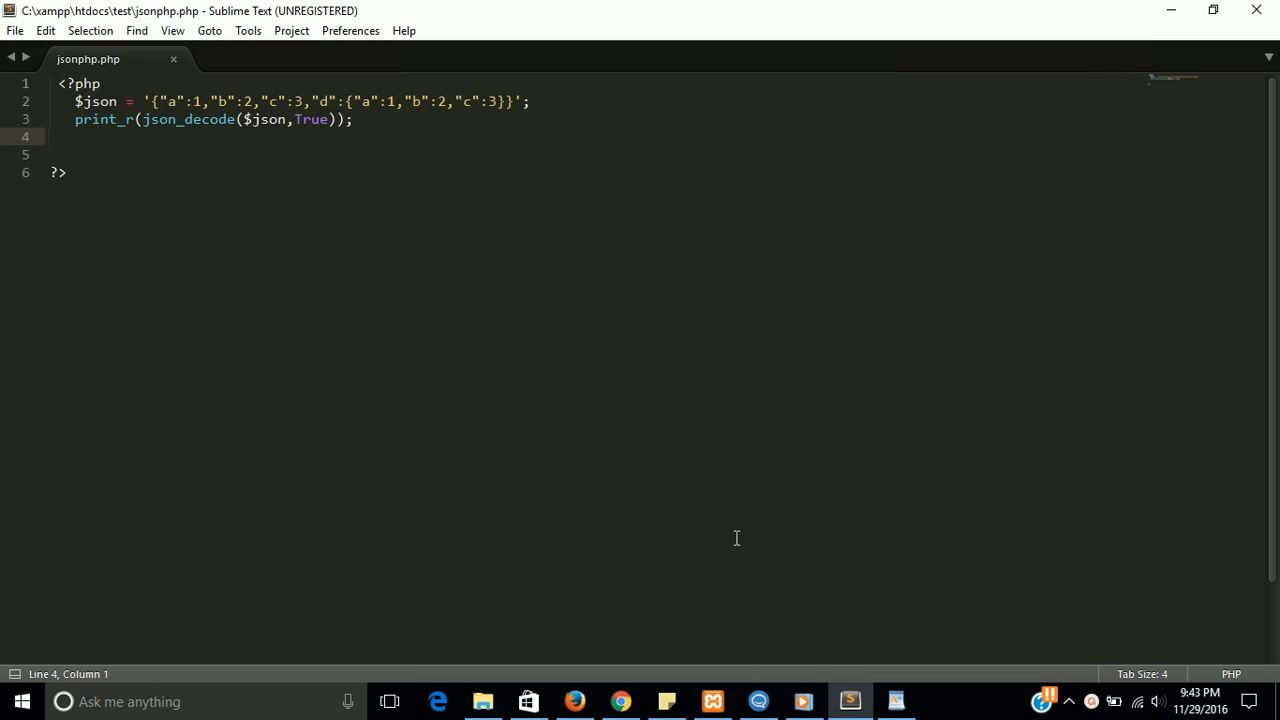 C:\xampp\htdocs\test\jsonphp.php - Sublime Text (UNREGISTERED)
File Edit Selection Find View Goto Tools Project Preferences Help
jsonphp.php
1 <?php
2 $json = '{"a":1,"b":2,"c":3,"d":{"a":1,"b":2,"c":3}}';
3 print_r(json_decode($json,True));
4
5
6 ?>
Line 4, Column 1 Tab Size: 4 PHP
Ask me anything
9:43 PM
11/29/2016